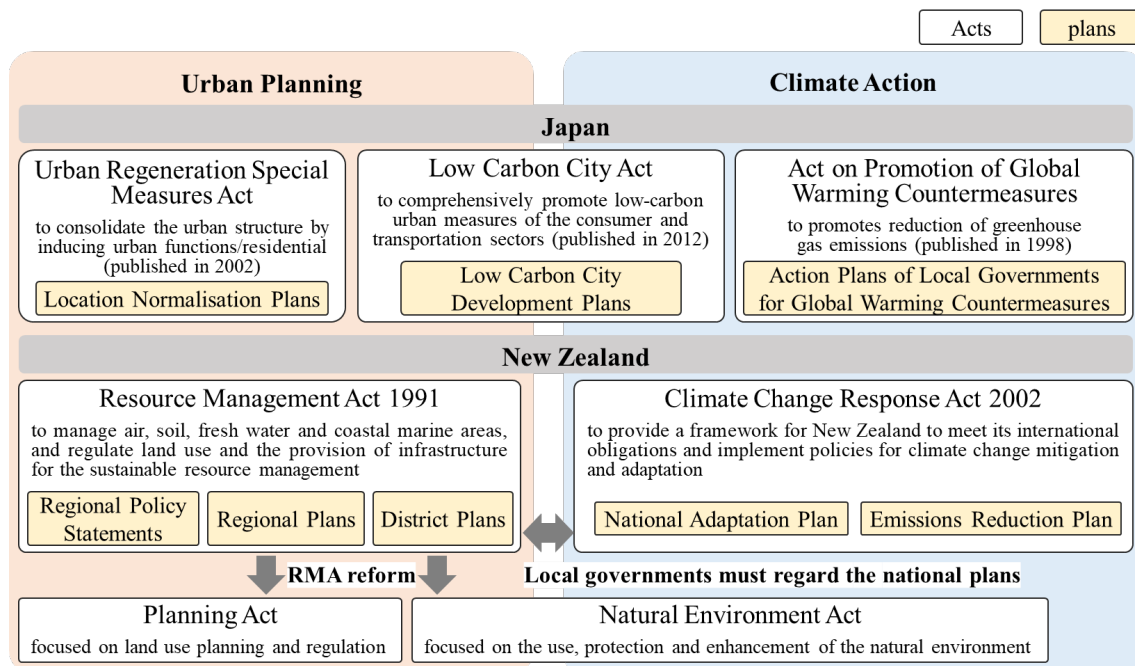 Acts
plans
Urban Planning
Climate Action
Japan
Urban Regeneration Special
Measures Act
to consolidate the urban structure by
inducing urban functions/residential
(published in 2002)
Location Normalisation Plans
Low Carbon City Act
to comprehensively promote low-carbon
urban measures of the consumer and
transportation sectors (published in 2012)
Low Carbon City
Development Plans
Act on Promotion of Global
Warming Countermeasures
to promotes reduction of greenhouse
gas emissions (published in 1998)
Action Plans of Local Governments
for Global Warming Countermeasures
New Zealand
Resource Management Act 1991
to manage air, soil, fresh water and coastal marine areas,
and regulate land use and the provision of infrastructure
for the sustainable resource management
Regional Policy
Statements
Regional Plans
District Plans
Climate Change Response Act 2002
to provide a framework for New Zealand to meet its international
obligations and implement policies for climate change mitigation
and adaptation
National Adaptation Plan
Emissions Reduction Plan
RMA reform
Local governments must regard the national plans
Planning Act
focused on land use planning and regulation
Natural Environment Act
focused on the use, protection and enhancement of the natural environment